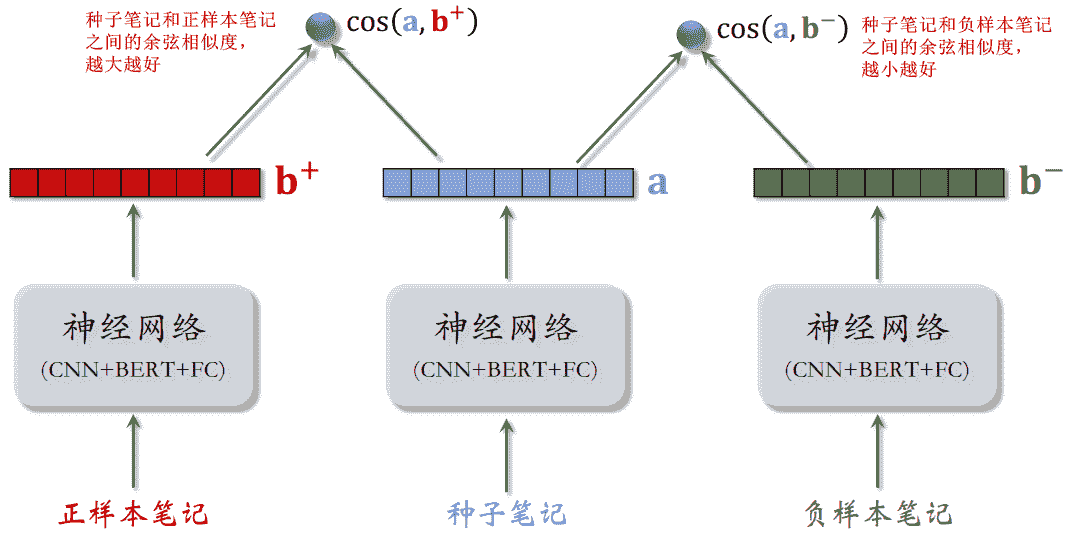 种子笔记和正样本笔记
之间的余弦相似度，
越大越好
cos(a, b⁺)
cos(a, b⁻)
种子笔记和负样本笔记
之间的余弦相似度，
越小越好
b⁺
a
b⁻
神经网络
(CNN+BERT+FC)
神经网络
(CNN+BERT+FC)
神经网络
(CNN+BERT+FC)
正样本笔记
种子笔记
负样本笔记